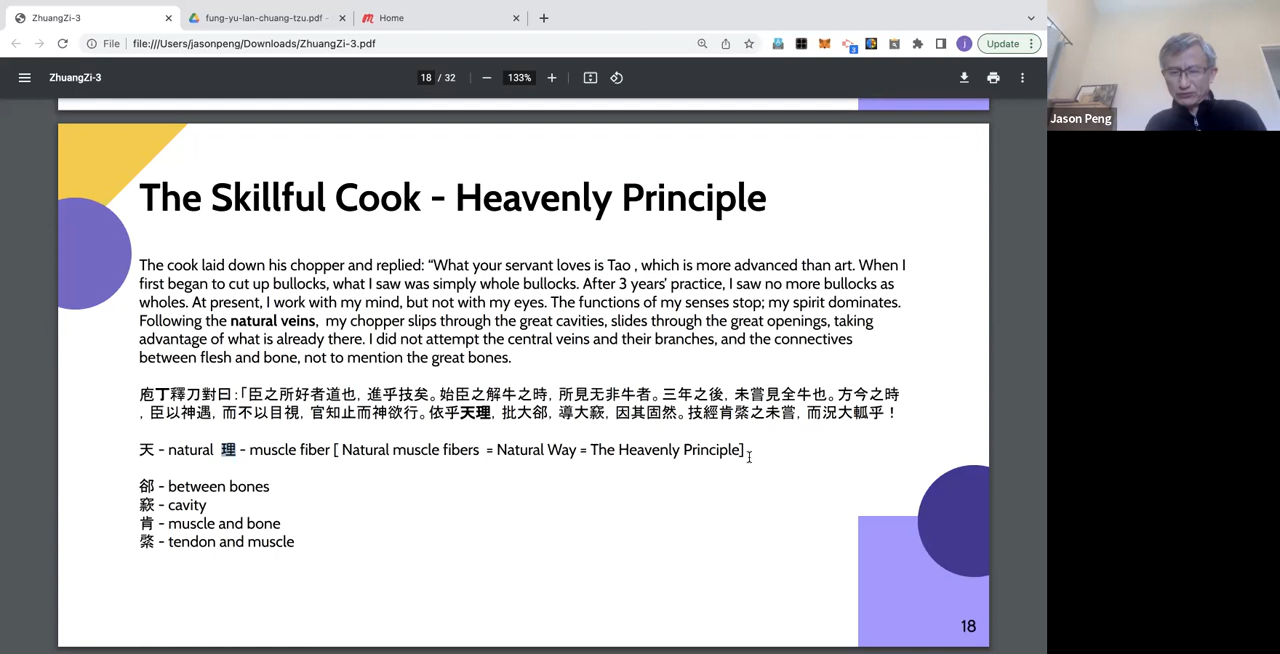 ZhuangZi-3
fung-yu-lan-chuang-tzu.pdf -
Home
File
file:///Users/jasonpeng/Downloads/ZhuangZi-3.pdf
3
j
Update
ZhuangZi-3
18 / 32
133%
Jason Peng
The Skillful Cook - Heavenly Principle
The cook laid down his chopper and replied: “What your servant loves is Tao , which is more advanced than art. When I
first began to cut up bullocks, what I saw was simply whole bullocks. After 3 years’ practice, I saw no more bullocks as
wholes. At present, I work with my mind, but not with my eyes. The functions of my senses stop; my spirit dominates.
Following the natural veins, my chopper slips through the great cavities, slides through the great openings, taking
advantage of what is already there. I did not attempt the central veins and their branches, and the connectives
between flesh and bone, not to mention the great bones.
庖丁釋刀對曰：「臣之所好者道也，進乎技矣。始臣之解牛之時，所見无非牛者。三年之後，未嘗見全牛也。方今之時
，臣以神遇，而不以目視，官知止而神欲行。依乎天理，批大郤，導大窾，因其固然。技經肯綮之未嘗，而況大軱乎！
天 - natural 理 - muscle fiber [ Natural muscle fibers = Natural Way = The Heavenly Principle]
郤 - between bones
窾 - cavity
肯 - muscle and bone
綮 - tendon and muscle
18